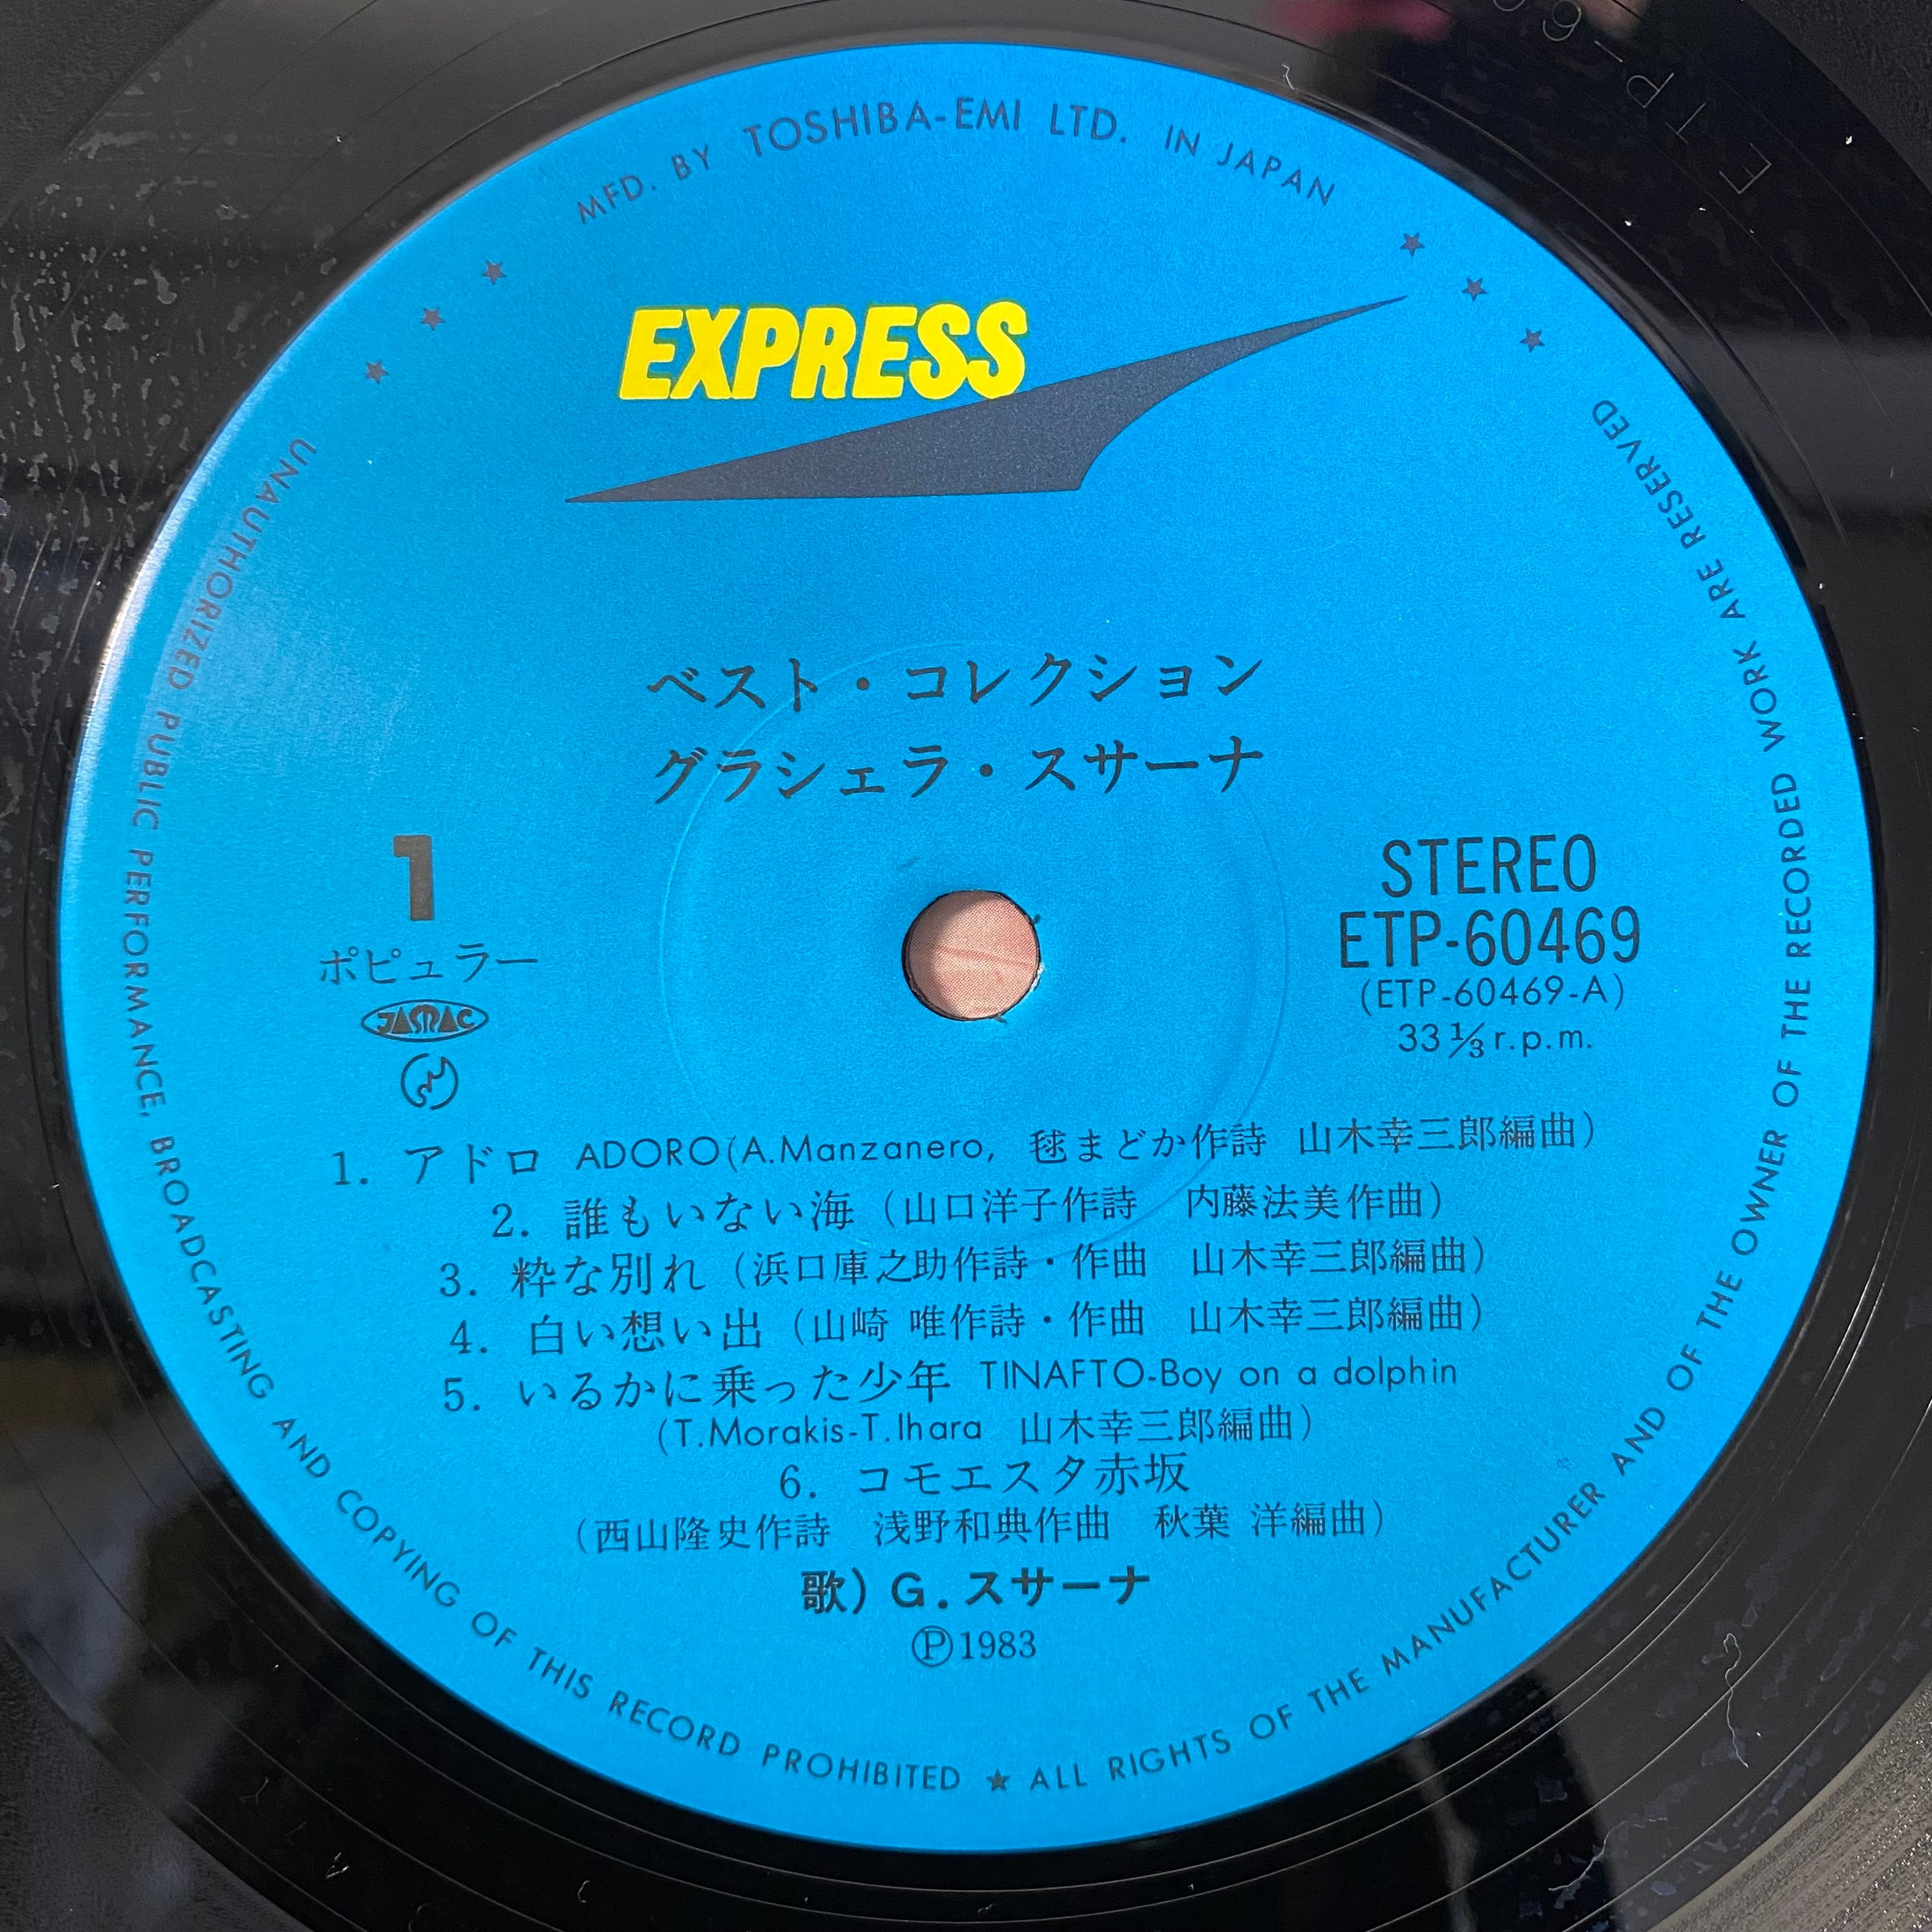 MFD. BY TOSHIBA-EMI LTD. IN JAPAN
EXPRESS
ベスト・コレクション
グラシェラ・スサーナ
1
ポピュラー
JASRAC
STEREO
ETP-60469
(ETP-60469-A)
33 1/3 r.p.m.
1. アドロ ADORO(A.Manzanero, 毬まどか作詩 山木幸三郎編曲)
2. 誰もいない海（山口洋子作詩 内藤法美作曲）
3. 粋な別れ（浜口庫之助作詩・作曲 山木幸三郎編曲）
4. 白い想い出（山崎 唯作詩・作曲 山木幸三郎編曲）
5. いるかに乗った少年 TINAFTO-Boy on a dolphin
(T.Morakis-T.Ihara 山木幸三郎編曲)
6. コモエスタ赤坂
（西山隆史作詩 浅野和典作曲 秋葉 洋編曲）
歌) G.スサーナ
Ⓟ1983
UNAUTHORIZED PUBLIC PERFORMANCE, BROADCASTING AND COPYING OF THIS RECORD PROHIBITED ★ ALL RIGHTS OF THE MANUFACTURER AND OF THE OWNER OF THE RECORDED WORK ARE RESERVED